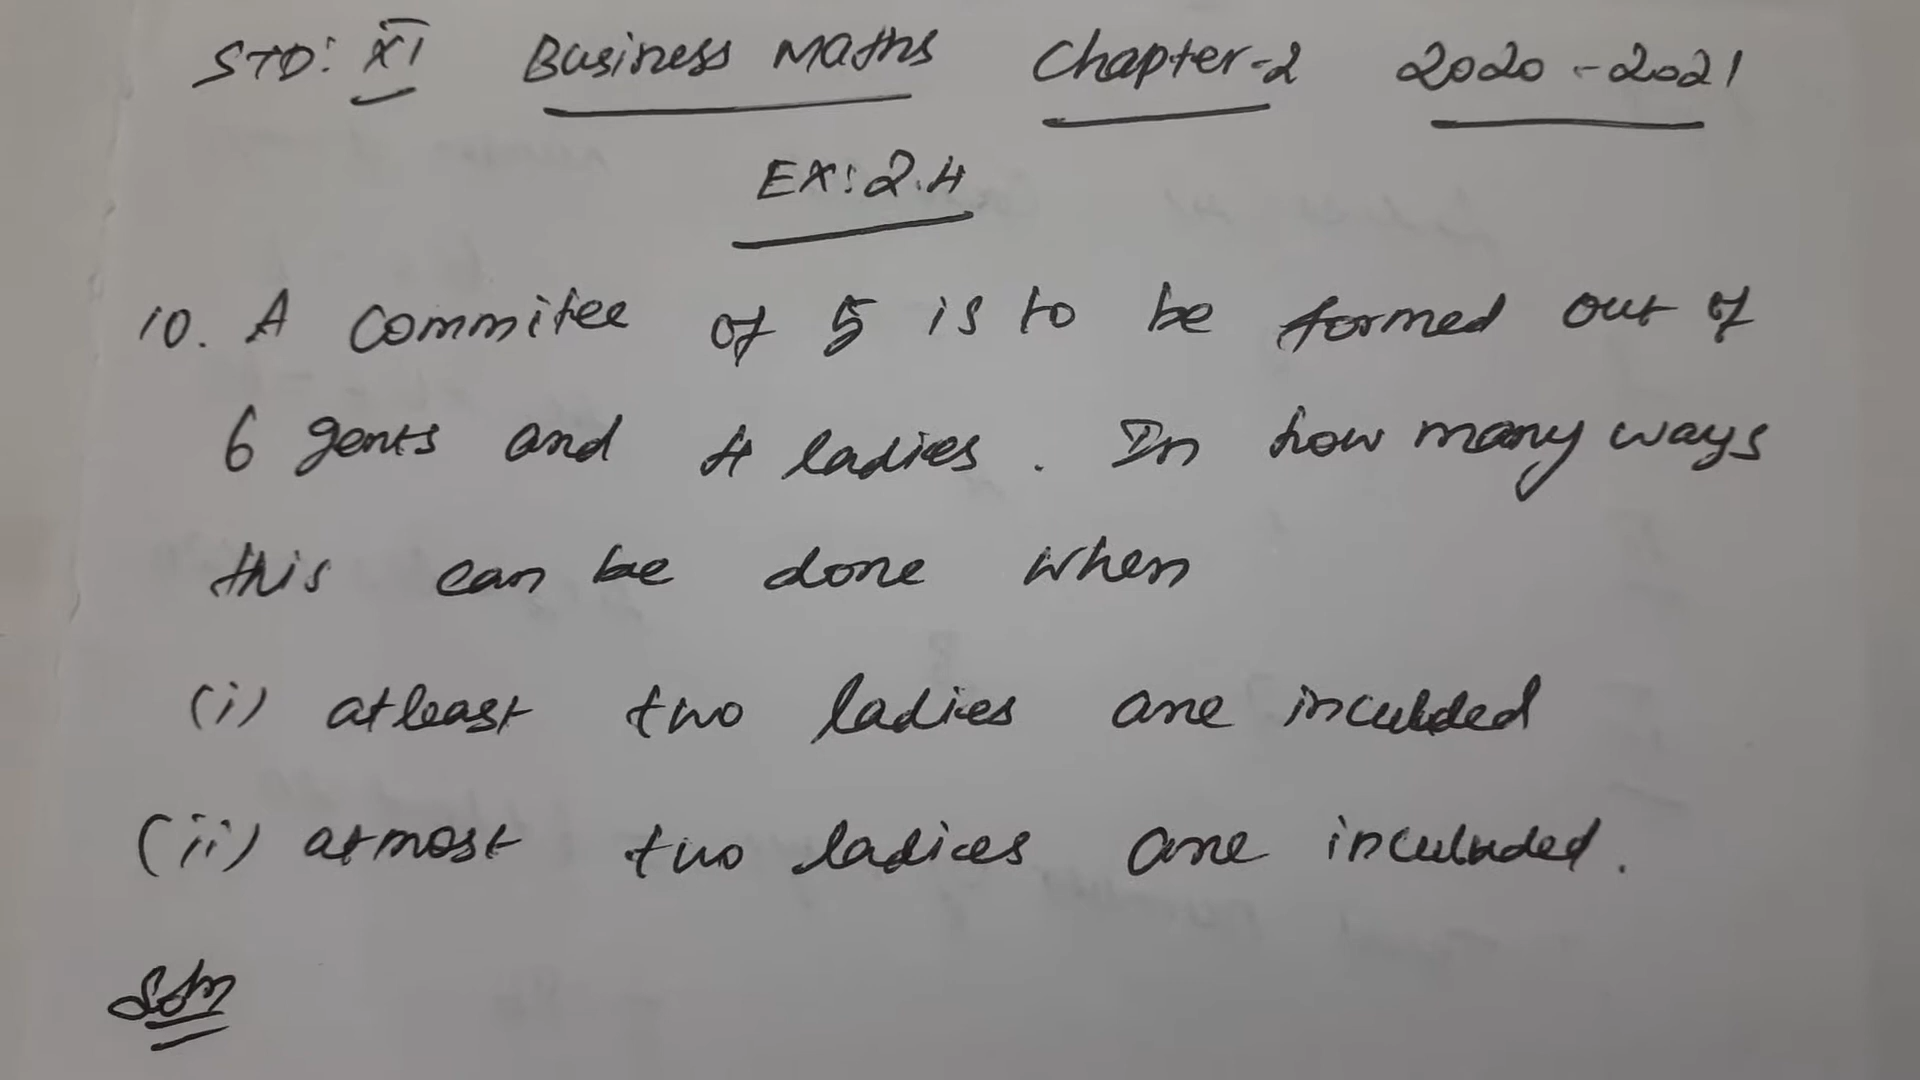 STD: XI Business Maths Chapter-2 2020-2021
EX: 2.4
10. A Commitee of 5 is to be formed out of
6 gents and 4 ladies. In how many ways
this can be done when
(i) atleast two ladies are inculded
(ii) atmost two ladies are inculuded.
Soln